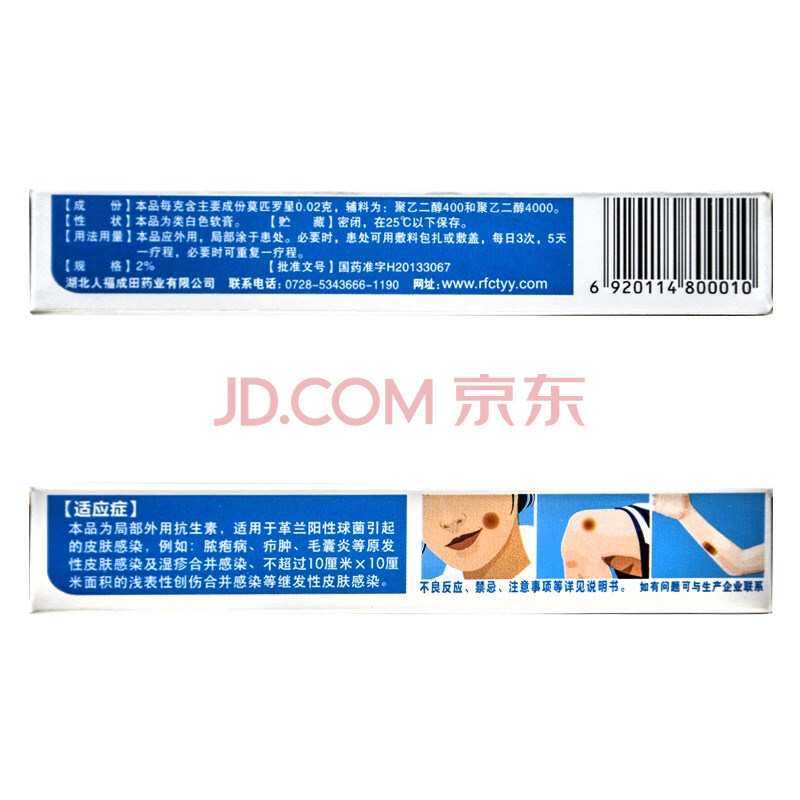 【成 份】本品每克含主要成份莫匹罗星0.02克，辅料为：聚乙二醇400和聚乙二醇4000。
【性 状】本品为类白色软膏。 【贮 藏】密闭，在25℃以下保存。
【用法用量】本品应外用，局部涂于患处。必要时，患处可用敷料包扎或敷盖，每日3次，5天
一疗程，必要时可重复一疗程。
【规 格】2% 【批准文号】国药准字H20133067
湖北人福成田药业有限公司 联系电话：0728-5343666-1190 网址：www.rfctyy.com
6 920114 800010
JD.COM 京东
【适应症】
本品为局部外用抗生素，适用于革兰阳性球菌引起
的皮肤感染，例如：脓疱病、疖肿、毛囊炎等原发
性皮肤感染及湿疹合并感染、不超过10厘米×10厘
米面积的浅表性创伤合并感染等继发性皮肤感染。
不良反应、禁忌、注意事项等详见说明书。 如有问题可与生产企业联系